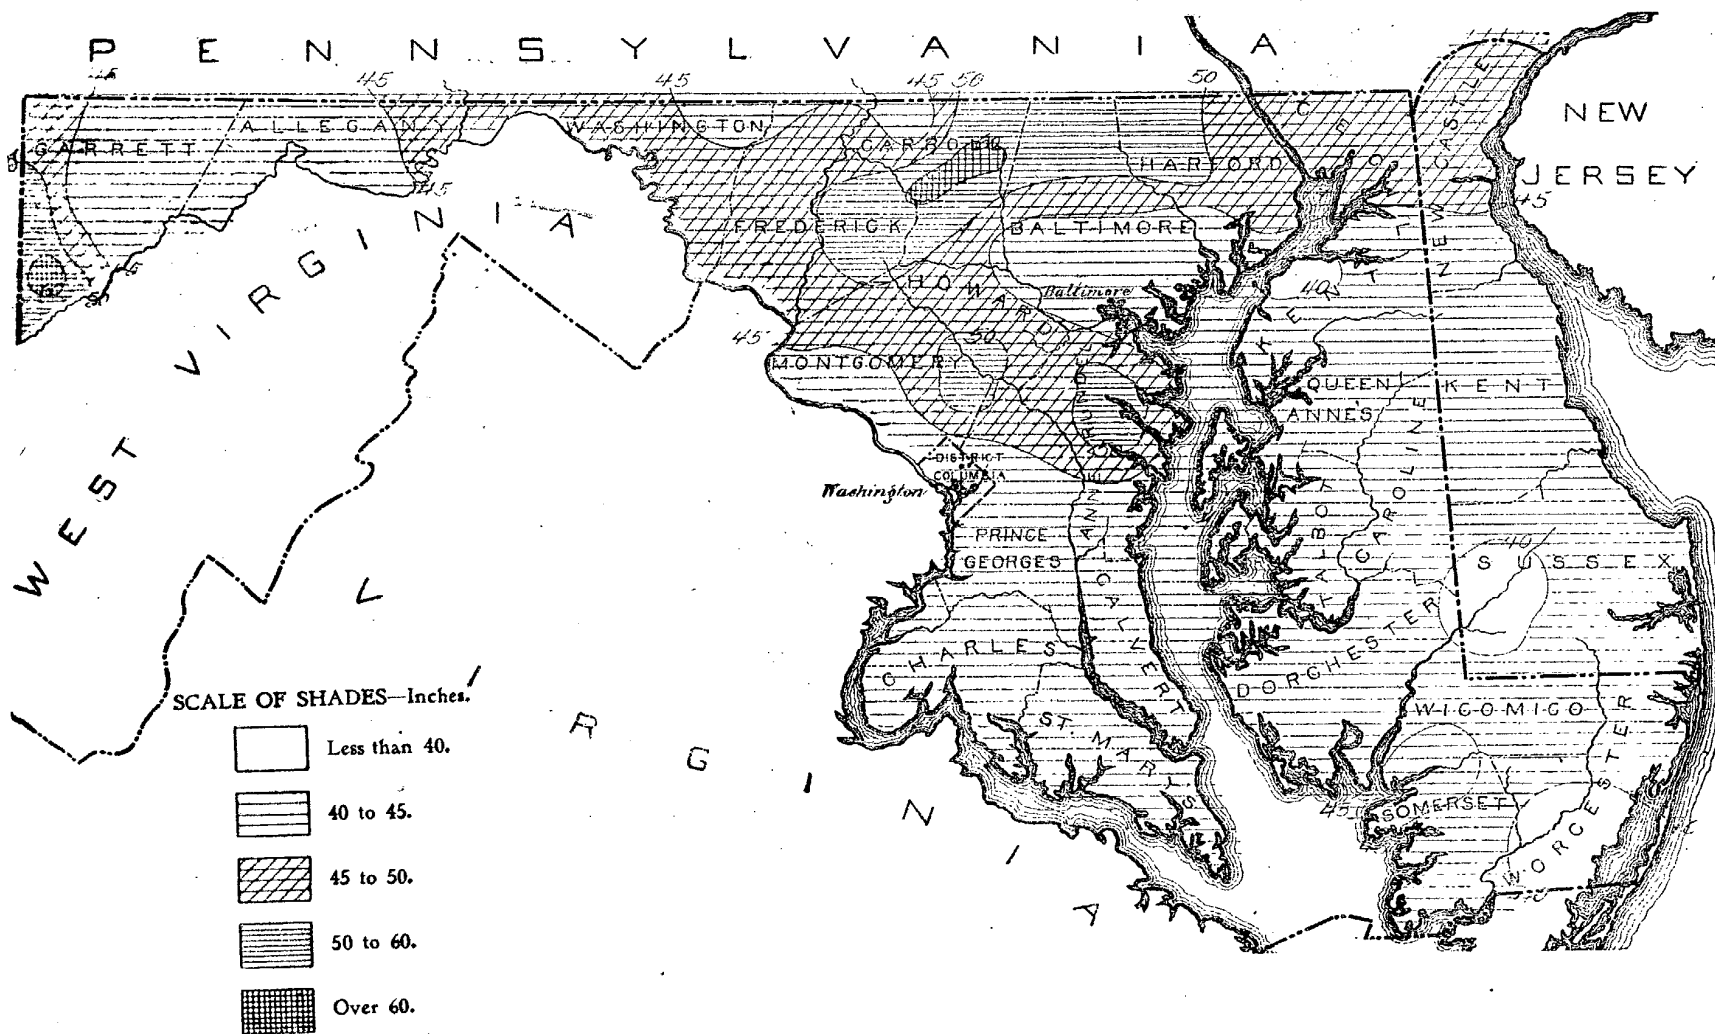 PENNSYLVANIA
45 45 45 45 50 50
NEW
JERSEY
45
GARRETT
ALLEGANY
WASHINGTON
CARROLL
HARFORD
CECIL
NEW CASTLE
45
FREDERICK
BALTIMORE
HOWARD
Baltimore
40
KENT
50
45
MONTGOMERY
QUEEN
ANNE'S
KENT
ANNE ARUNDEL
DISTRICT
COLUMBIA
Washington
PRINCE
GEORGES
CALVERT
TALBOT
CAROLINE
40
SUSSEX
CHARLES
DORCHESTER
ST. MARYS
WICOMICO
45
SOMERSET
WORCESTER
WEST VIRGINIA
VIRGINIA
SCALE OF SHADES—Inches.
Less than 40.
40 to 45.
45 to 50.
50 to 60.
Over 60.